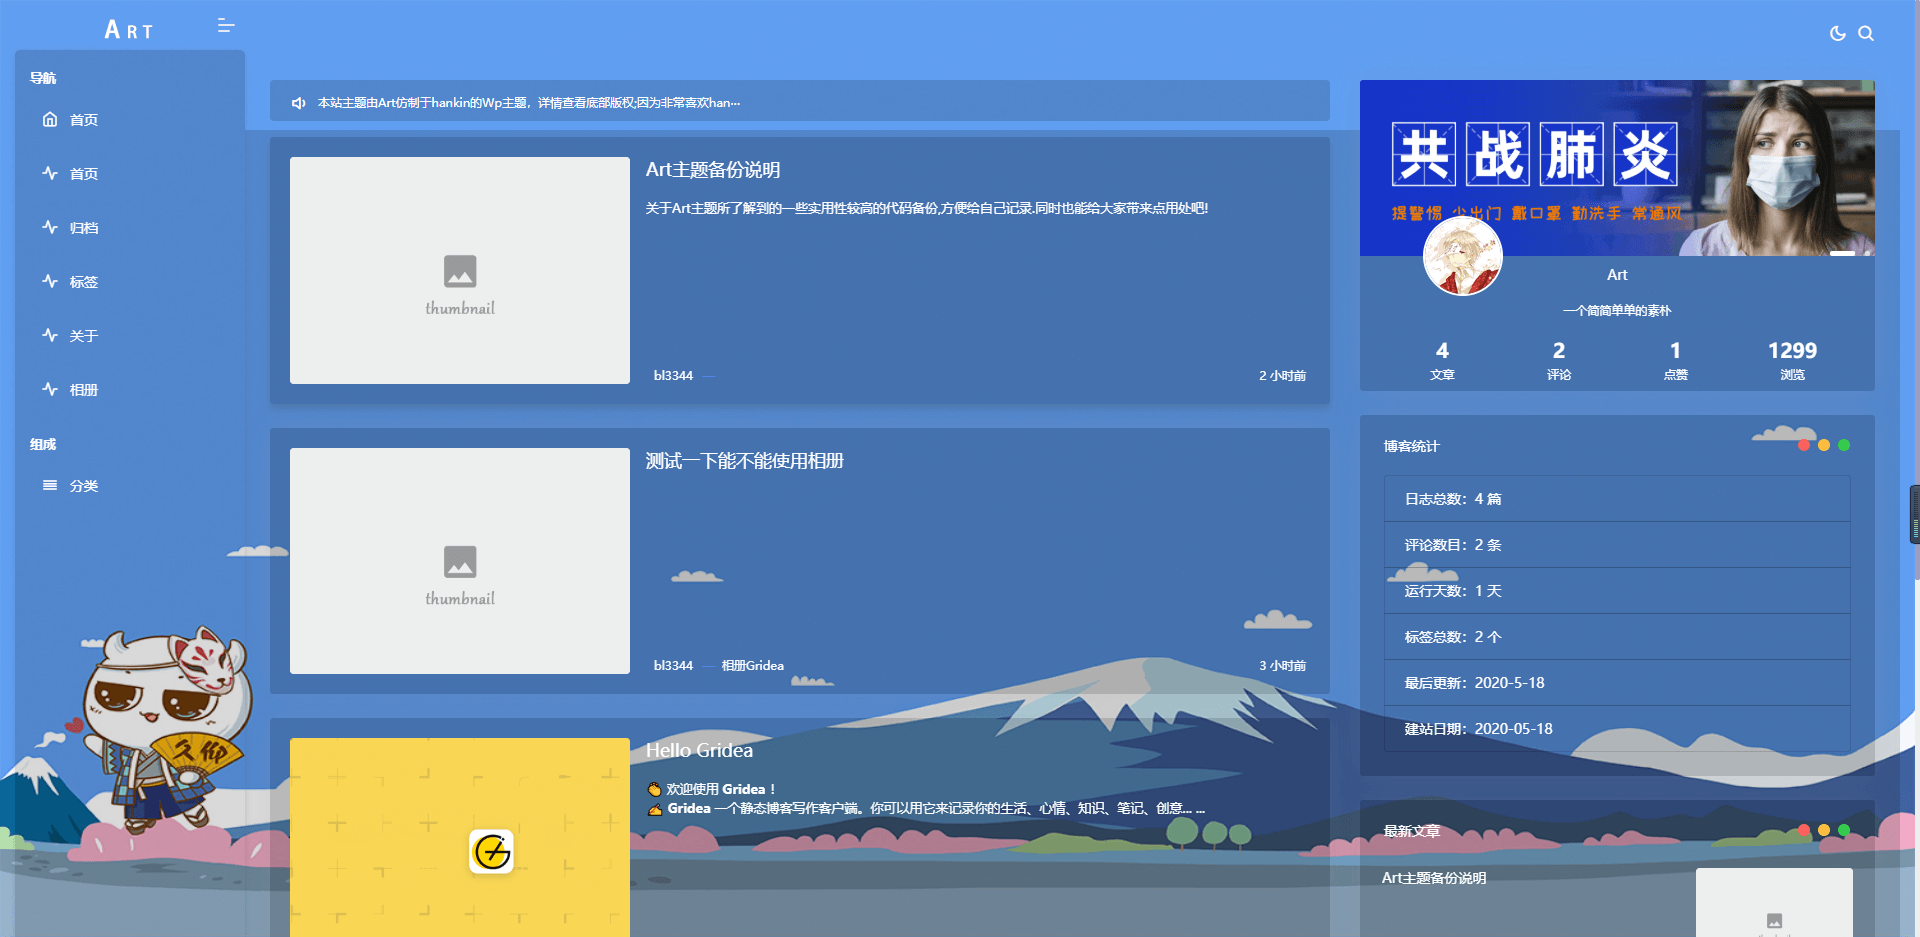 ART
导航
首页
首页
归档
标签
关于
相册
组成
分类
本站主题由Art仿制于hankin的Wp主题，详情查看底部版权;因为非常喜欢han···
Art主题备份说明
关于Art主题所了解到的一些实用性较高的代码备份,方便给自己记录.同时也能给大家带来点用处吧!
thumbnail
bl3344 —
2 小时前
测试一下能不能使用相册
thumbnail
bl3344 — 相册Gridea
3 小时前
Hello Gridea
👏 欢迎使用 Gridea ！
✍️ Gridea 一个静态博客写作客户端。你可以用它来记录你的生活、心情、知识、笔记、创意... ...
久仰
共战肺炎
提警惕 少出门 戴口罩 勤洗手 常通风
Art
一个简简单单的素朴
4 2 1 1299
文章 评论 点赞 浏览
博客统计
日志总数：4 篇
评论数目：2 条
运行天数：1 天
标签总数：2 个
最后更新：2020-5-18
建站日期：2020-05-18
最新文章
Art主题备份说明